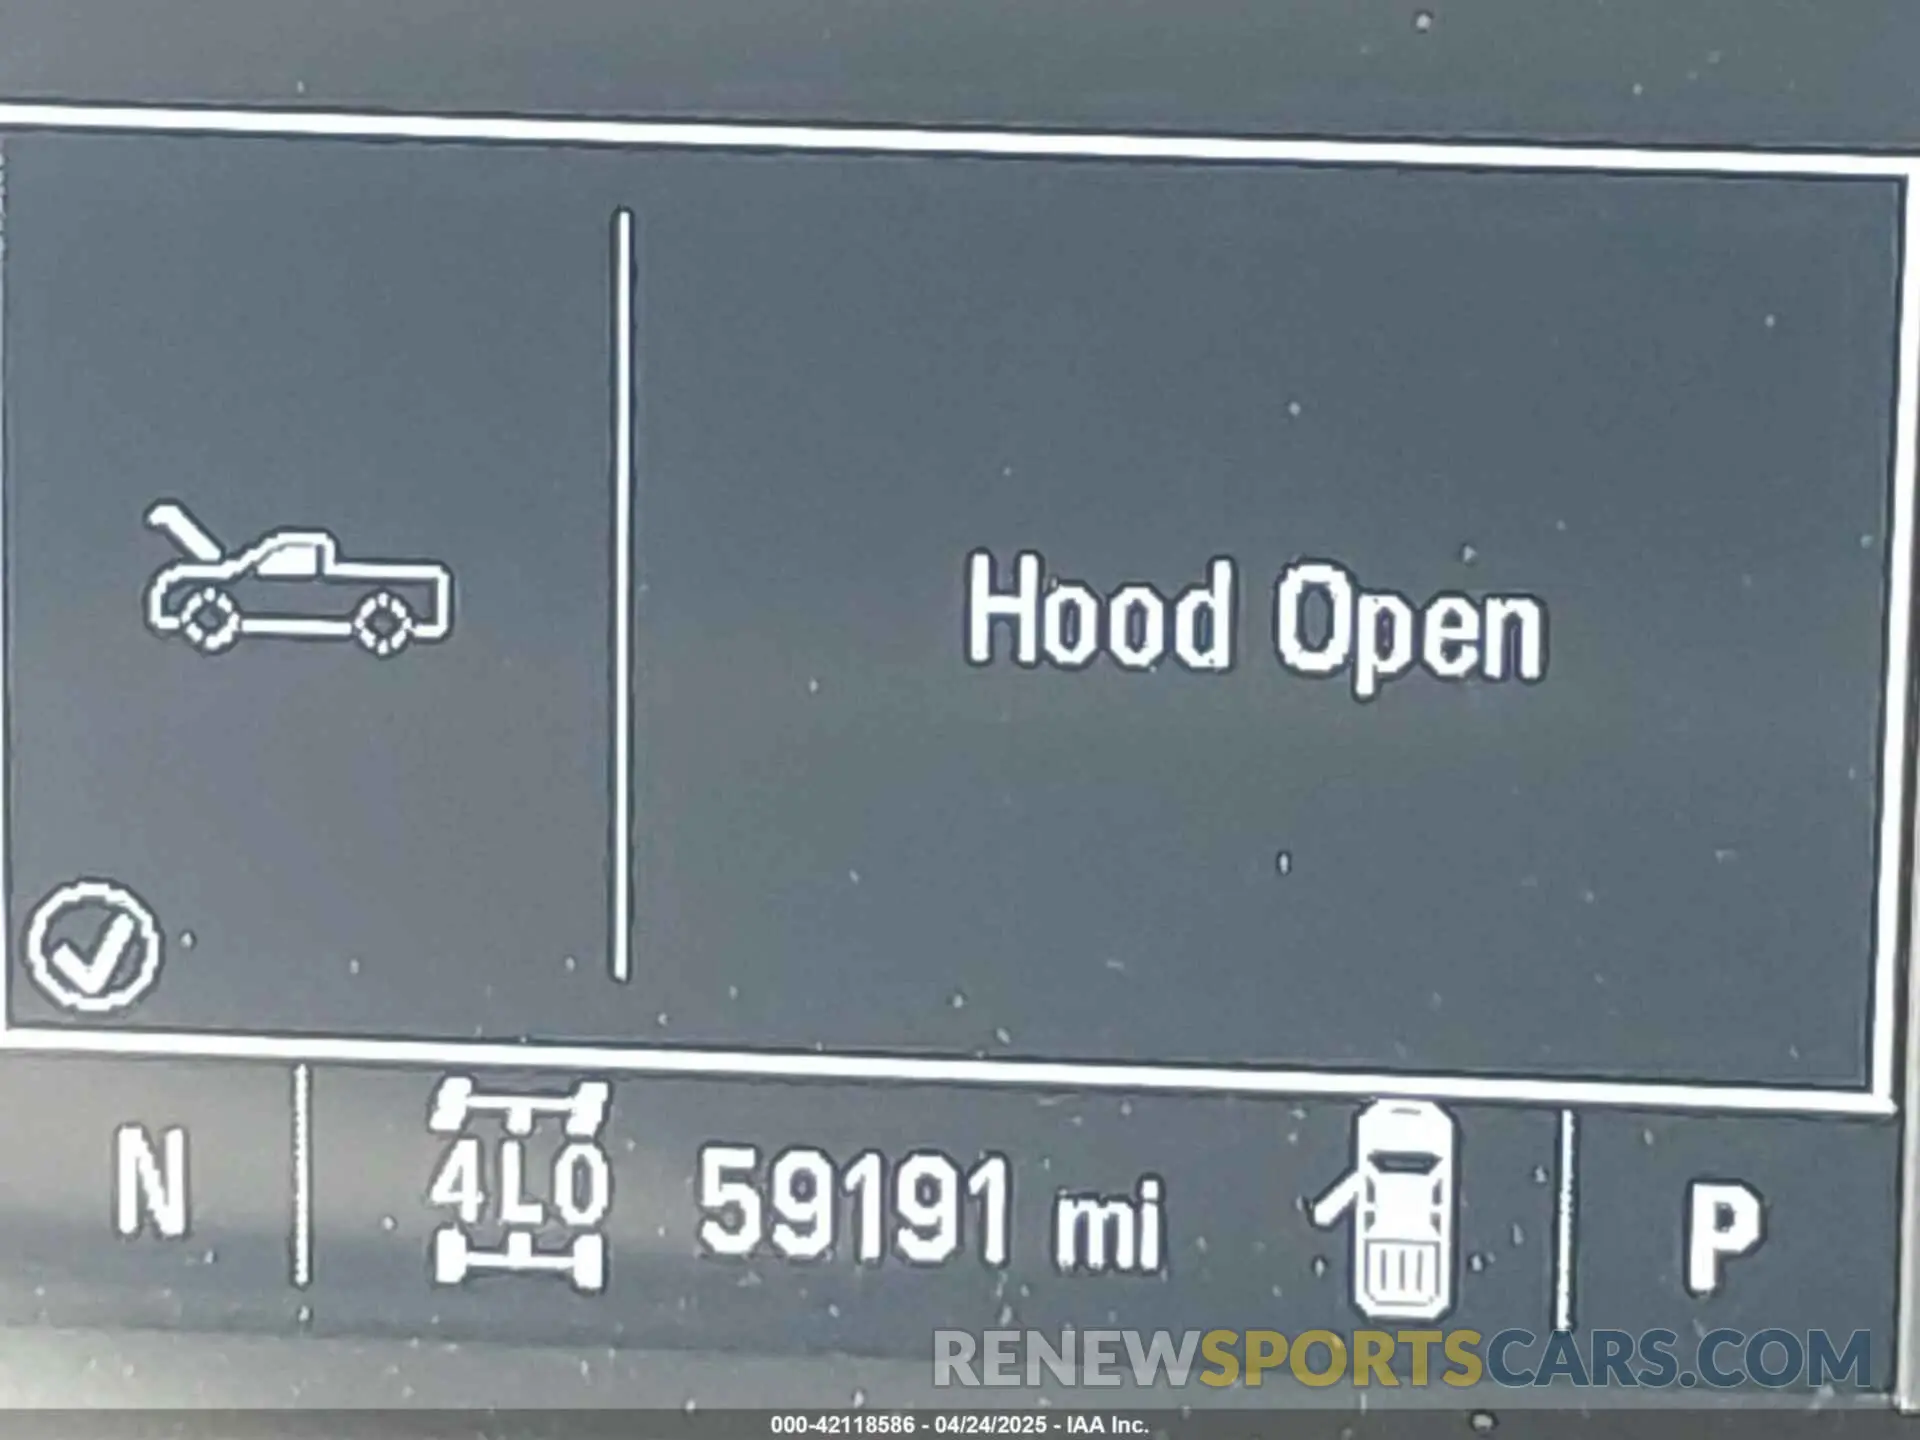 Hood Open
N 4LO 59191 mi P
RENEWSPORTSCARS.COM
000-42118586 - 04/24/2025 - IAA Inc.